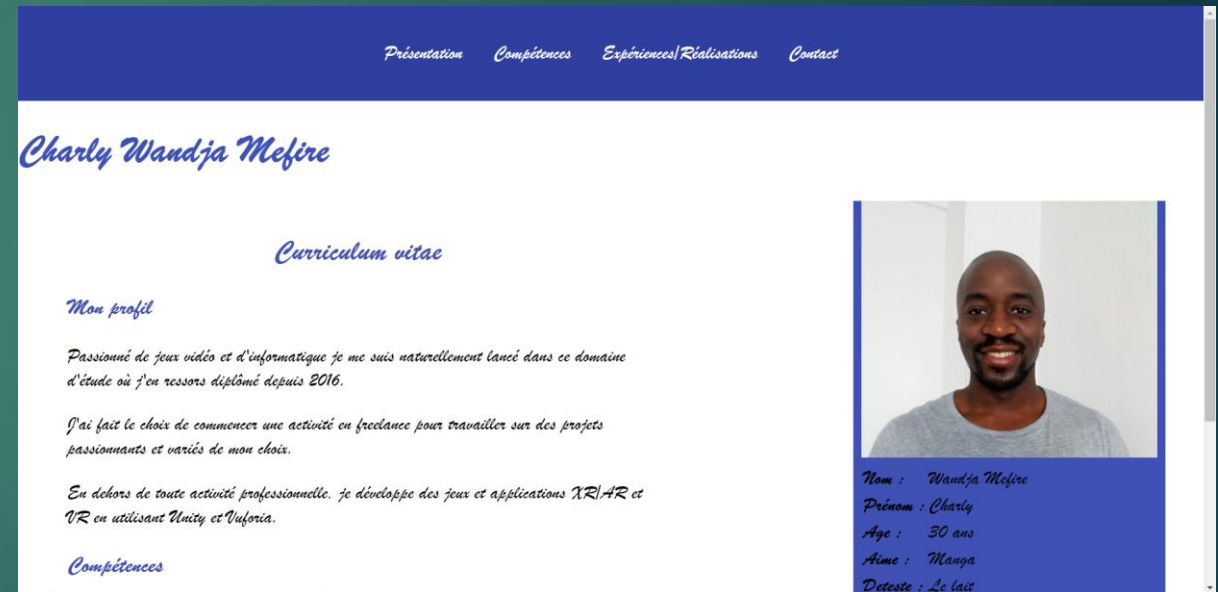 Présentation Compétences Expériences/Réalisations Contact
Charly Wandja Mefire
Curriculum vitae
Mon profil
Passionné de jeux vidéo et d'informatique je me suis naturellement lancé dans ce domaine
d'étude où j'en ressors diplômé depuis 2016.
J'ai fait le choix de commencer une activité en freelance pour travailler sur des projets
passionnants et variés de mon choix.
En dehors de toute activité professionnelle, je développe des jeux et applications XR/AR et
VR en utilisant Unity et Vuforia.
Compétences
Nom : Wandja Mefire
Prénom : Charly
Age : 30 ans
Aime : Manga
Deteste : Le lait